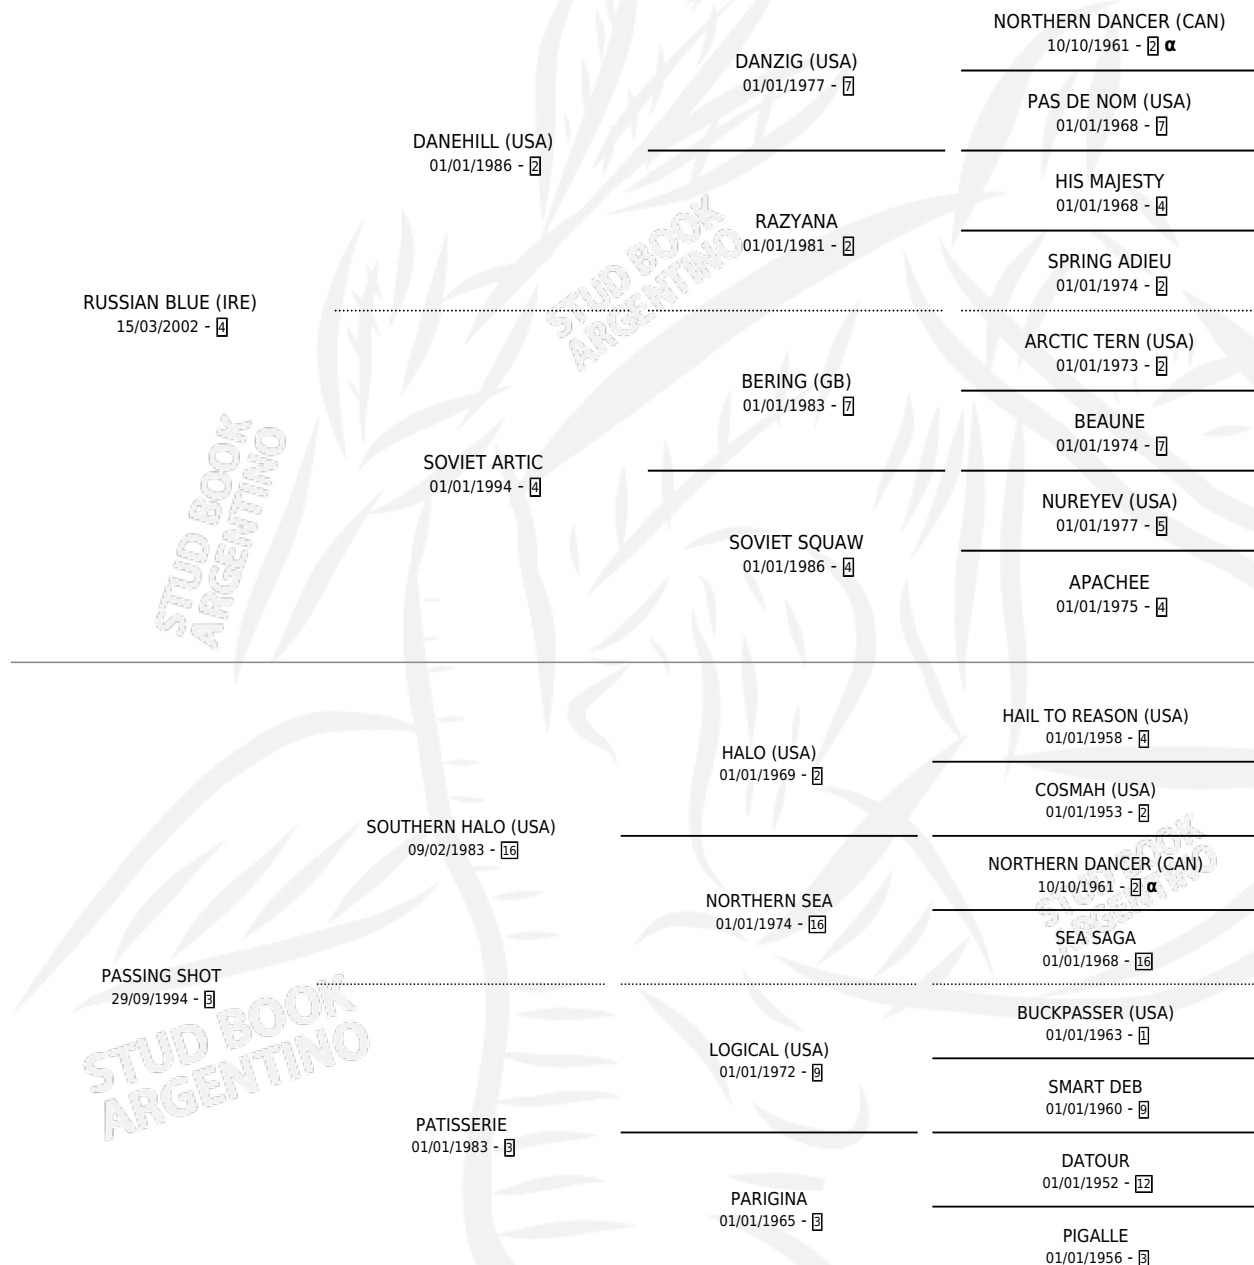 NORTHERN DANCER (CAN)
10/10/1961 - 2 α
DANZIG (USA)
01/01/1977 - 7
PAS DE NOM (USA)
01/01/1968 - 7
DANEHILL (USA)
01/01/1986 - 2
HIS MAJESTY
01/01/1968 - 4
RAZYANA
01/01/1981 - 2
SPRING ADIEU
01/01/1974 - 2
RUSSIAN BLUE (IRE)
15/03/2002 - 4
ARCTIC TERN (USA)
01/01/1973 - 2
BERING (GB)
01/01/1983 - 7
BEAUNE
01/01/1974 - 7
SOVIET ARTIC
01/01/1994 - 4
NUREYEV (USA)
01/01/1977 - 5
SOVIET SQUAW
01/01/1986 - 4
APACHEE
01/01/1975 - 4
HAIL TO REASON (USA)
01/01/1958 - 4
HALO (USA)
01/01/1969 - 2
COSMAH (USA)
01/01/1953 - 2
SOUTHERN HALO (USA)
09/02/1983 - 16
NORTHERN DANCER (CAN)
10/10/1961 - 2 α
NORTHERN SEA
01/01/1974 - 16
SEA SAGA
01/01/1968 - 16
PASSING SHOT
29/09/1994 - 3
BUCKPASSER (USA)
01/01/1963 - 1
LOGICAL (USA)
01/01/1972 - 9
SMART DEB
01/01/1960 - 9
PATISSERIE
01/01/1983 - 3
DATOUR
01/01/1952 - 12
PARIGINA
01/01/1965 - 3
PIGALLE
01/01/1956 - 3
STUD BOOK
ARGENTINO
STUD BOOK
ARGENTINO
STUD BOOK
ARGENTINO
STUD BOOK
ARGENTINO